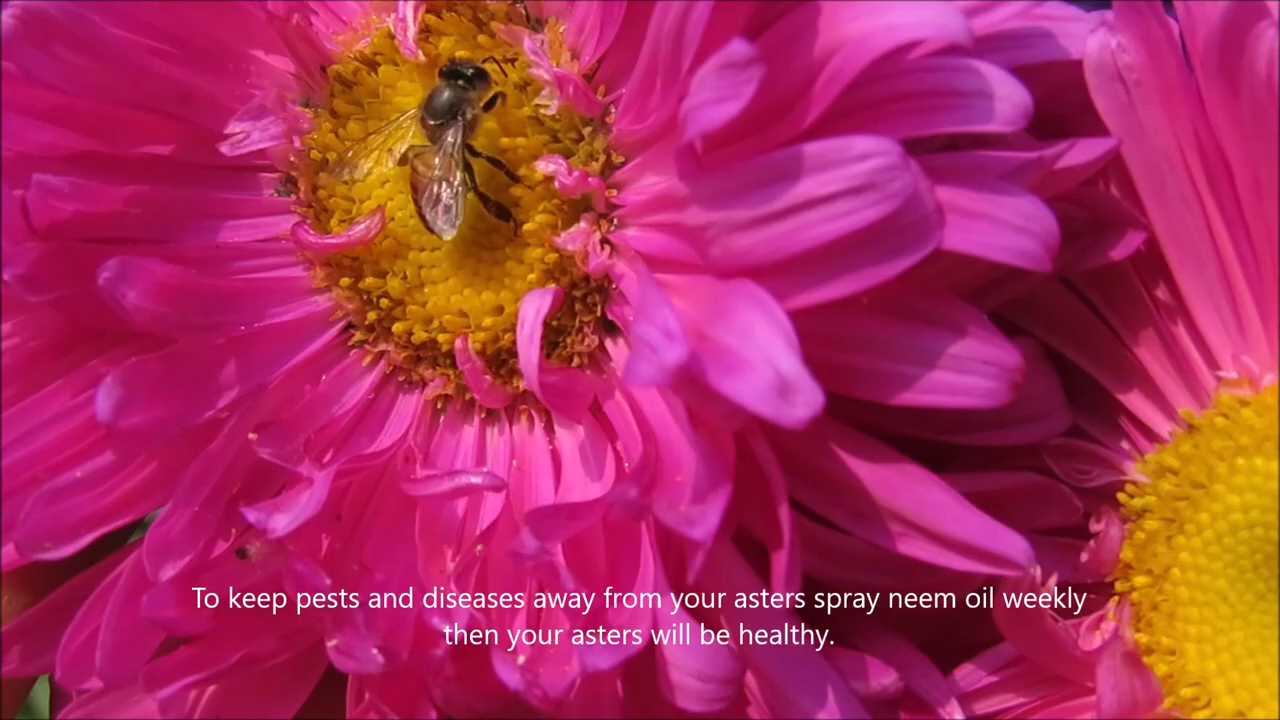 To keep pests and diseases away from your asters spray neem oil weekly
then your asters will be healthy.